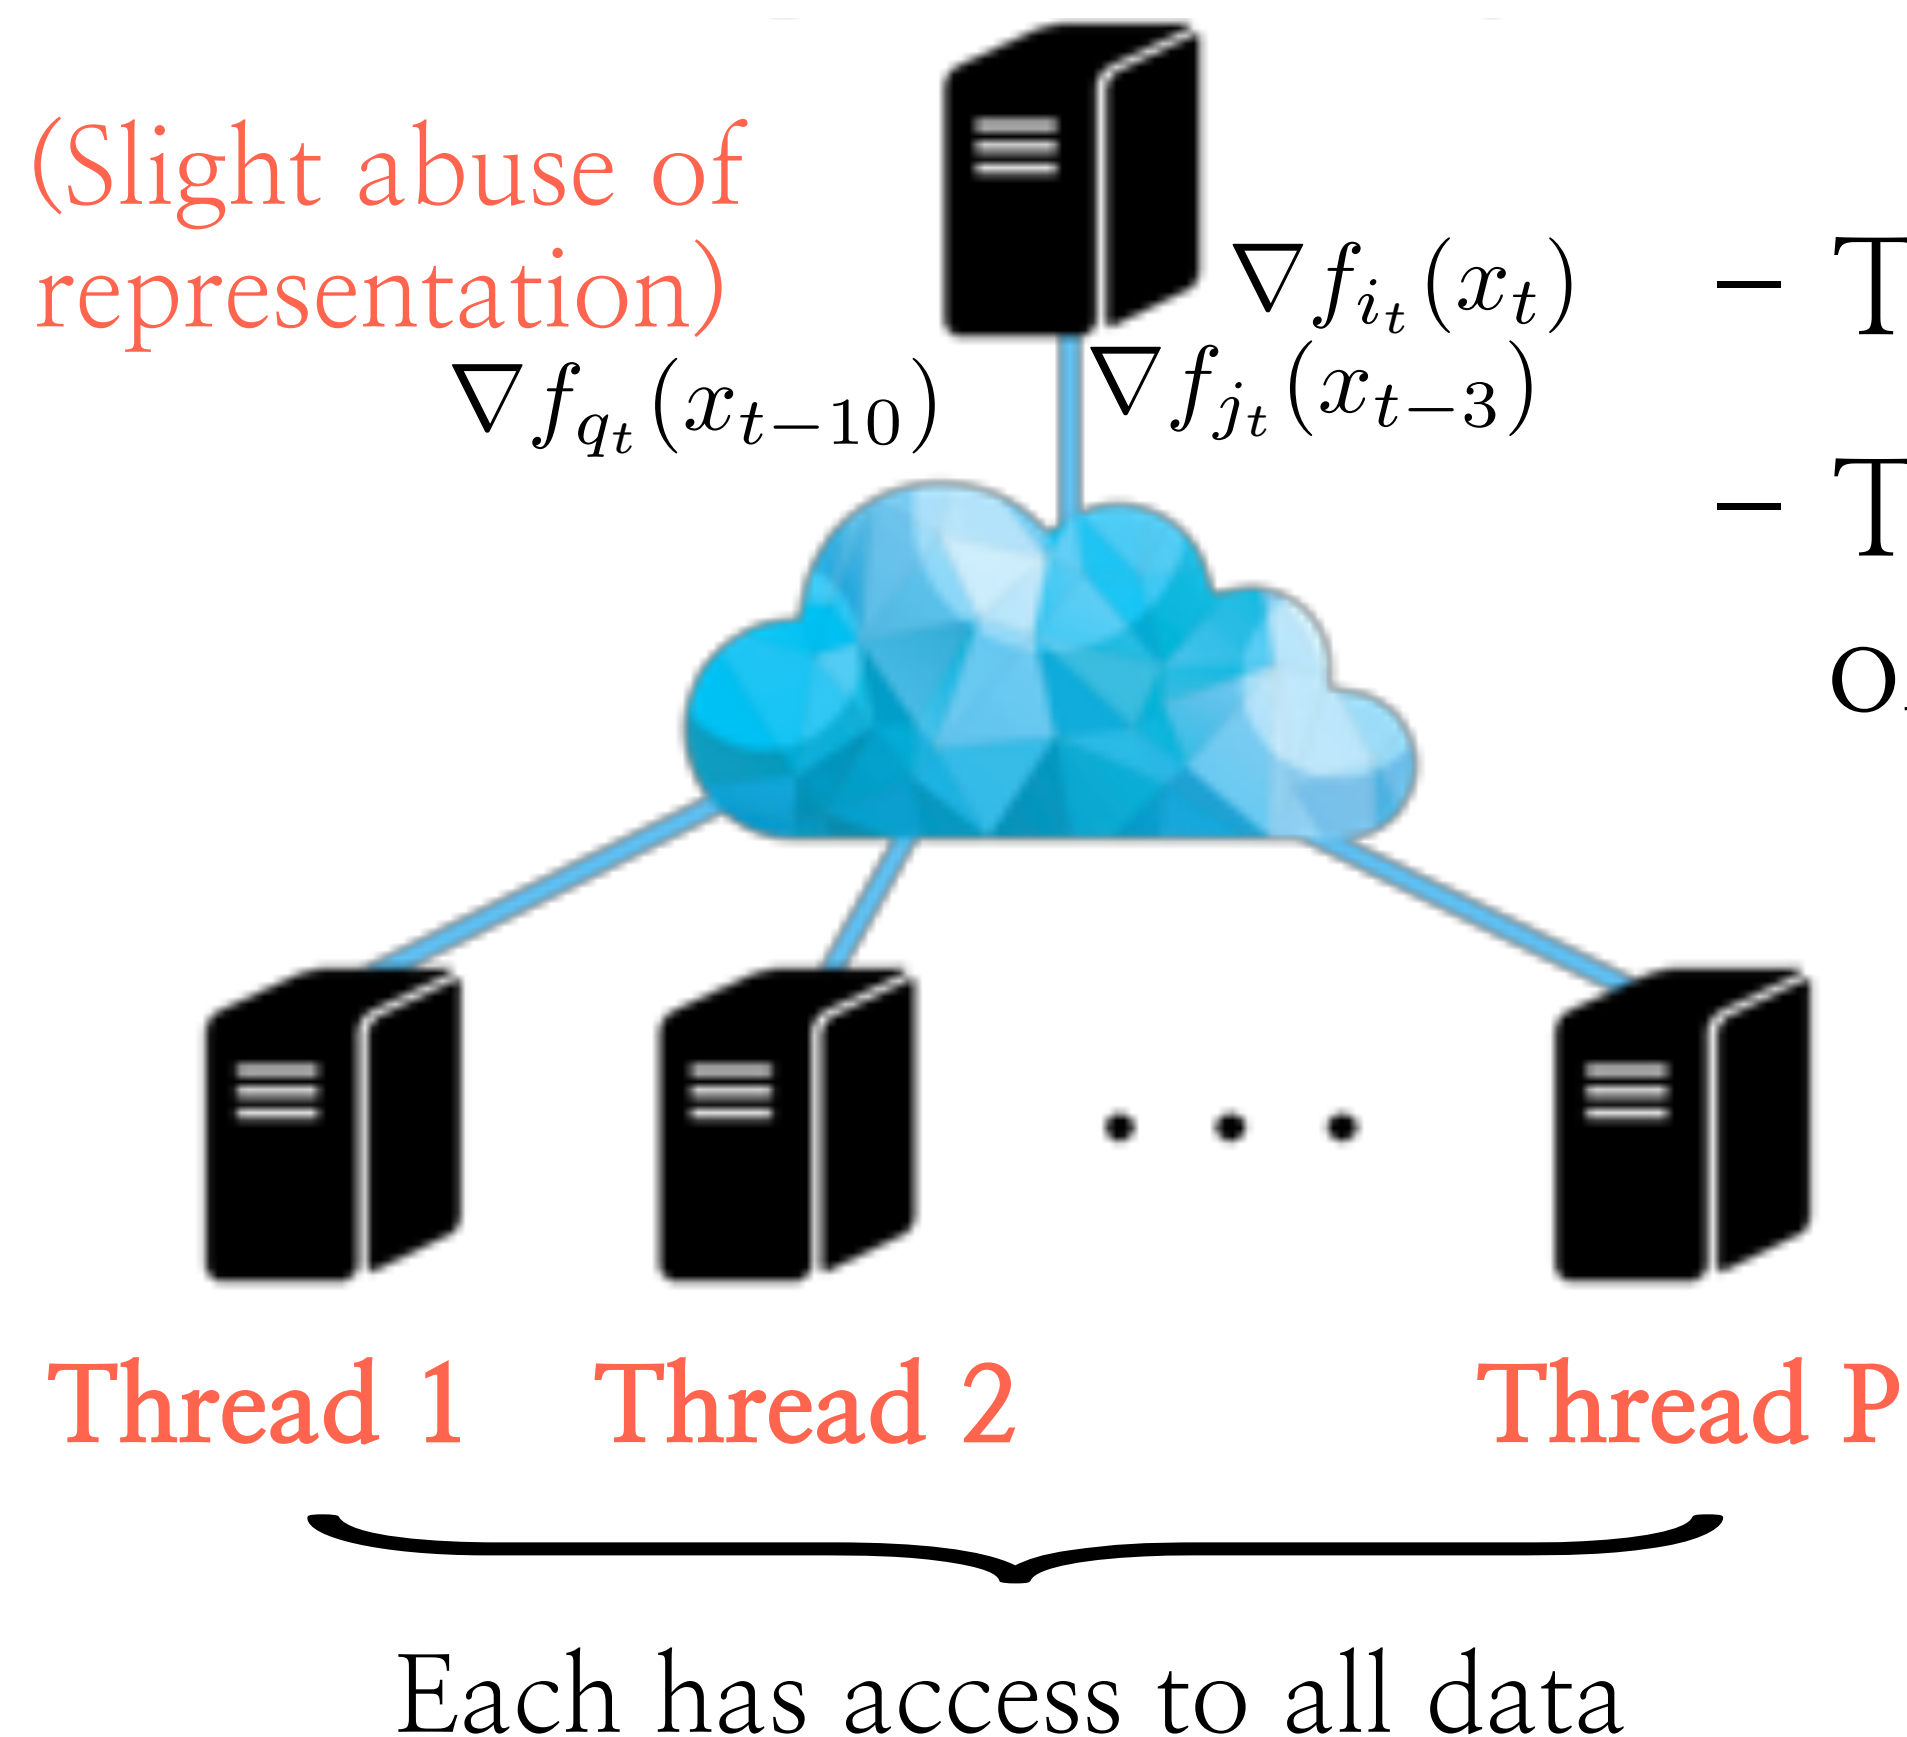 (Slight abuse of
representation)
∇f_{i_t}(x_t)
∇f_{q_t}(x_{t−10})
∇f_{j_t}(x_{t−3})
– T
– T
Thread 1 Thread 2 Thread P
Each has access to all data